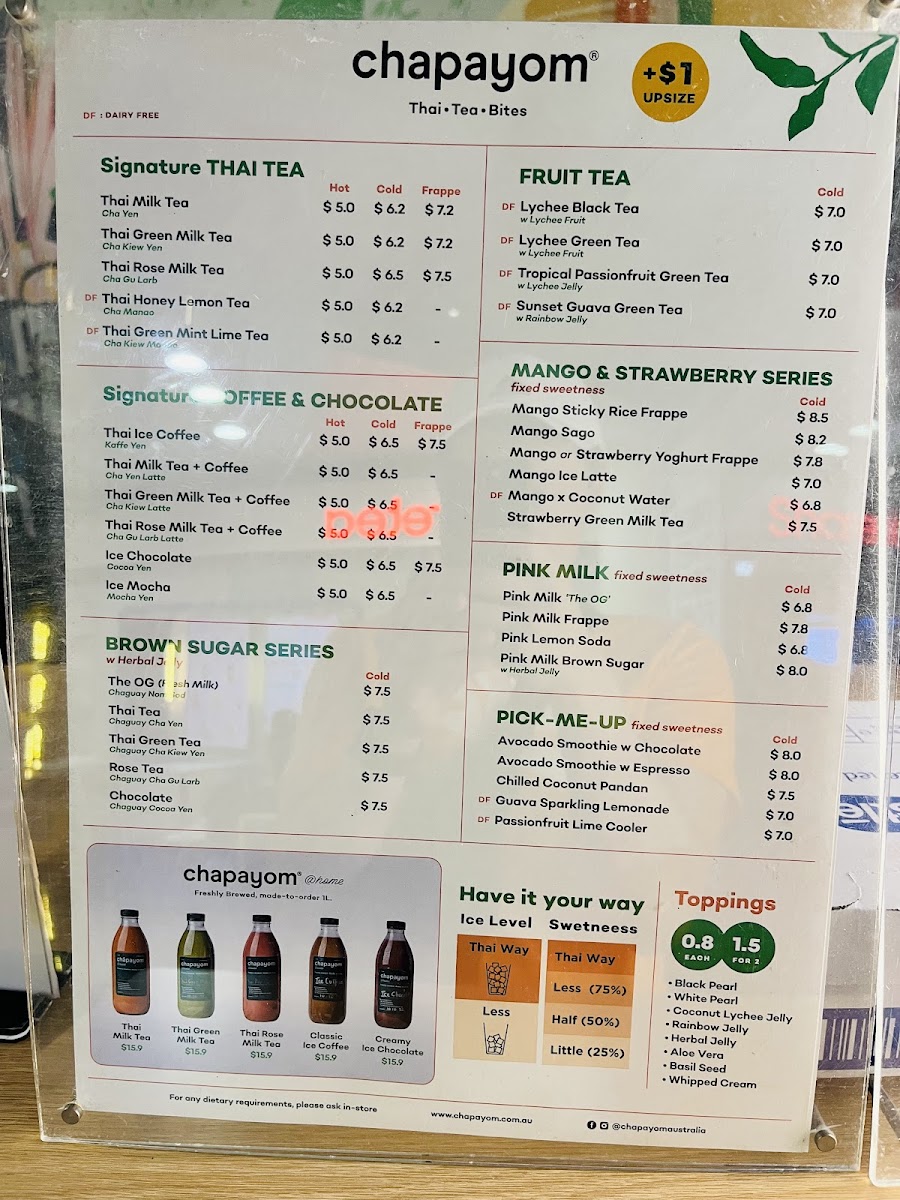 chapayom®
Thai • Tea • Bites
+$1
UPSIZE
DF : DAIRY FREE
Signature THAI TEA
Hot Cold Frappe
Thai Milk Tea $ 5.0 $ 6.2 $ 7.2
Cha Yen
Thai Green Milk Tea $ 5.0 $ 6.2 $ 7.2
Cha Kiew Yen
Thai Rose Milk Tea $ 5.0 $ 6.5 $ 7.5
Cha Gu Larb
DF Thai Honey Lemon Tea $ 5.0 $ 6.2 -
Cha Manao
DF Thai Green Mint Lime Tea $ 5.0 $ 6.2 -
Cha Kiew
Signature COFFEE & CHOCOLATE
Hot Cold Frappe
Thai Ice Coffee $ 5.0 $ 6.5 $ 7.5
Kaffe Yen
Thai Milk Tea + Coffee $ 5.0 $ 6.5 -
Cha Yen Latte
Thai Green Milk Tea + Coffee $ 5.0 $ 6.5 -
Cha Kiew Latte
Thai Rose Milk Tea + Coffee $ 5.0 $ 6.5 -
Cha Gu Larb Latte
Ice Chocolate $ 5.0 $ 6.5 $ 7.5
Cocoa Yen
Ice Mocha $ 5.0 $ 6.5 -
Mocha Yen
BROWN SUGAR SERIES
w Herbal Jelly
Cold
The OG (Fresh Milk) $ 7.5
Chaguay Nom
Thai Tea $ 7.5
Chaguay Cha Yen
Thai Green Tea $ 7.5
Chaguay Cha Kiew Yen
Rose Tea $ 7.5
Chaguay Cha Gu Larb
Chocolate $ 7.5
Chaguay Cocoa Yen
FRUIT TEA
Cold
DF Lychee Black Tea $ 7.0
w Lychee Fruit
DF Lychee Green Tea $ 7.0
w Lychee Fruit
DF Tropical Passionfruit Green Tea $ 7.0
w Lychee Jelly
DF Sunset Guava Green Tea $ 7.0
w Rainbow Jelly
MANGO & STRAWBERRY SERIES
fixed sweetness
Cold
Mango Sticky Rice Frappe $ 8.5
Mango Sago $ 8.2
Mango or Strawberry Yoghurt Frappe $ 7.8
Mango Ice Latte $ 7.0
DF Mango x Coconut Water $ 6.8
Strawberry Green Milk Tea $ 7.5
PINK MILK fixed sweetness
Cold
Pink Milk 'The OG' $ 6.8
Pink Milk Frappe $ 7.8
Pink Lemon Soda $ 6.8
Pink Milk Brown Sugar $ 8.0
w Herbal Jelly
PICK-ME-UP fixed sweetness
Cold
Avocado Smoothie w Chocolate $ 8.0
Avocado Smoothie w Espresso $ 8.0
Chilled Coconut Pandan $ 7.5
DF Guava Sparkling Lemonade $ 7.0
DF Passionfruit Lime Cooler $ 7.0
chapayom® @home
Freshly Brewed, made-to-order 1L.
Thai Milk Tea $15.9
Thai Green Milk Tea $15.9
Thai Rose Milk Tea $15.9
Classic Ice Coffee $15.9
Creamy Ice Chocolate $15.9
Have it your way
Ice Level Swetneess
Thai Way
Less
Thai Way
Less (75%)
Half (50%)
Little (25%)
Toppings
0.8 EACH
1.5 FOR 2
• Black Pearl
• White Pearl
• Coconut Lychee Jelly
• Rainbow Jelly
• Herbal Jelly
• Aloe Vera
• Basil Seed
• Whipped Cream
For any dietary requirements, please ask in-store
www.chapayom.com.au
@chapayomaustralia